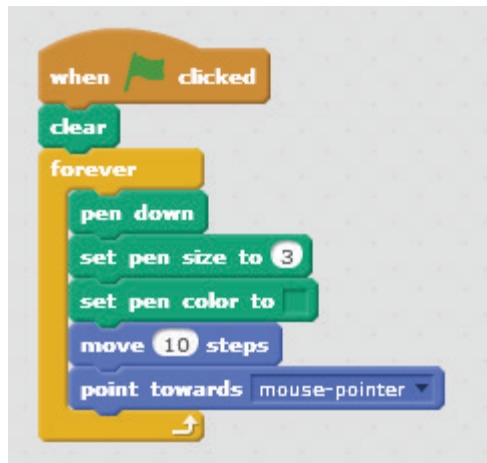 when clicked
clear
forever
pen down
set pen size to 3
set pen color to
move 10 steps
point towards mouse-pointer